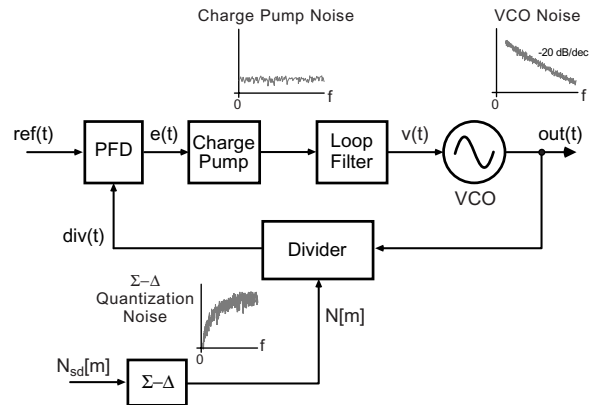 Charge Pump Noise
VCO Noise
-20 dB/dec
0
f
0
f
ref(t)
PFD
e(t)
Charge
Pump
Loop
Filter
v(t)
out(t)
VCO
div(t)
Divider
Σ−Δ
Quantization
Noise
0
f
N[m]
Nsd[m]
Σ−Δ